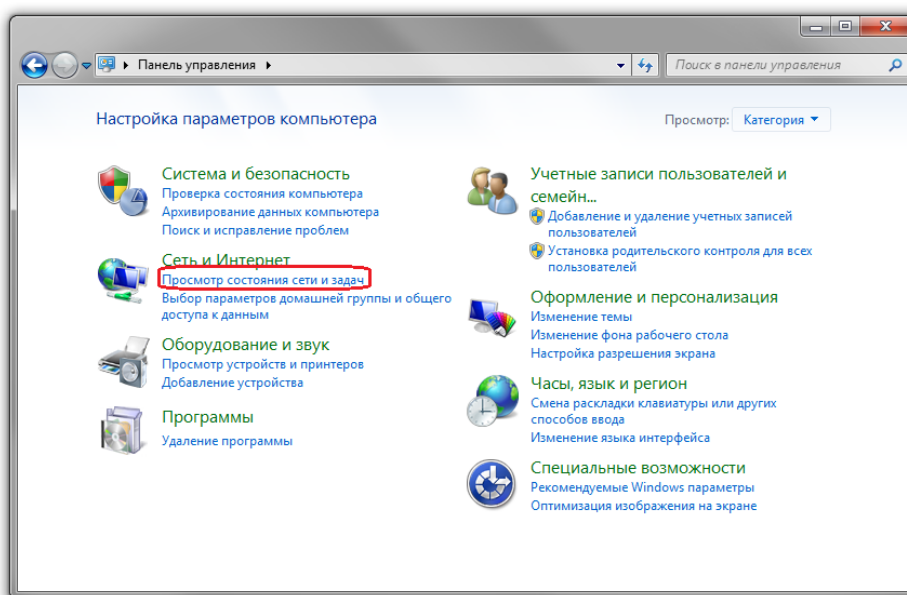 Панель управления
Поиск в панели управления
Настройка параметров компьютера
Просмотр: Категория
Система и безопасность
Проверка состояния компьютера
Архивирование данных компьютера
Поиск и исправление проблем
Сеть и Интернет
Просмотр состояния сети и задач
Выбор параметров домашней группы и общего
доступа к данным
Оборудование и звук
Просмотр устройств и принтеров
Добавление устройства
Программы
Удаление программы
Учетные записи пользователей и
семейн...
Добавление и удаление учетных записей
пользователей
Установка родительского контроля для всех
пользователей
Оформление и персонализация
Изменение темы
Изменение фона рабочего стола
Настройка разрешения экрана
Часы, язык и регион
Смена раскладки клавиатуры или других
способов ввода
Изменение языка интерфейса
Специальные возможности
Рекомендуемые Windows параметры
Оптимизация изображения на экране